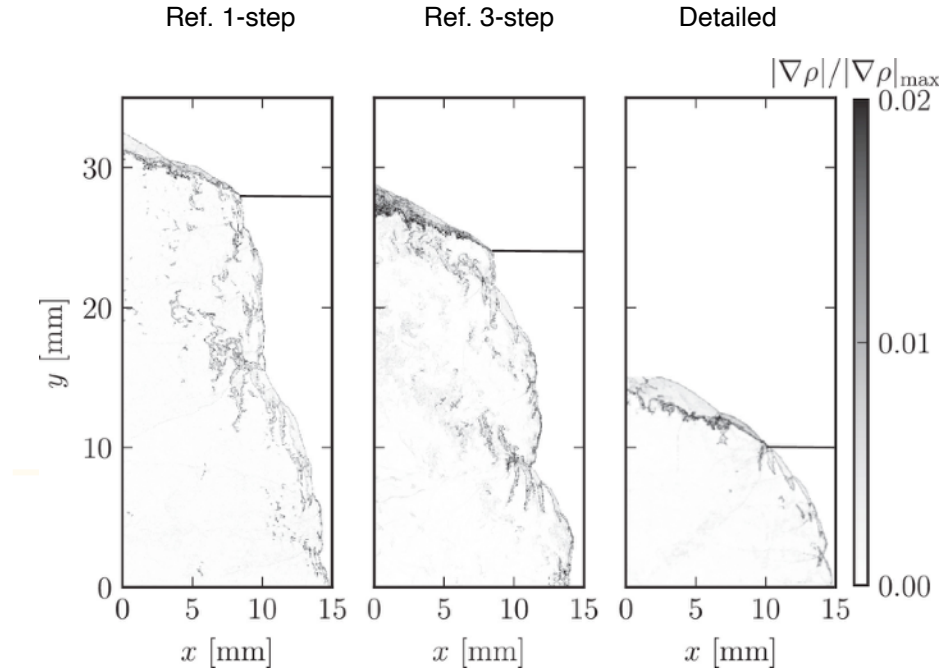 Ref. 1-step Ref. 3-step Detailed
|∇ρ|/|∇ρ|max
0.02
30
20
y [mm]
0.01
10
0
0.00
0 5 10 15 0 5 10 15 0 5 10 15
x [mm] x [mm] x [mm]